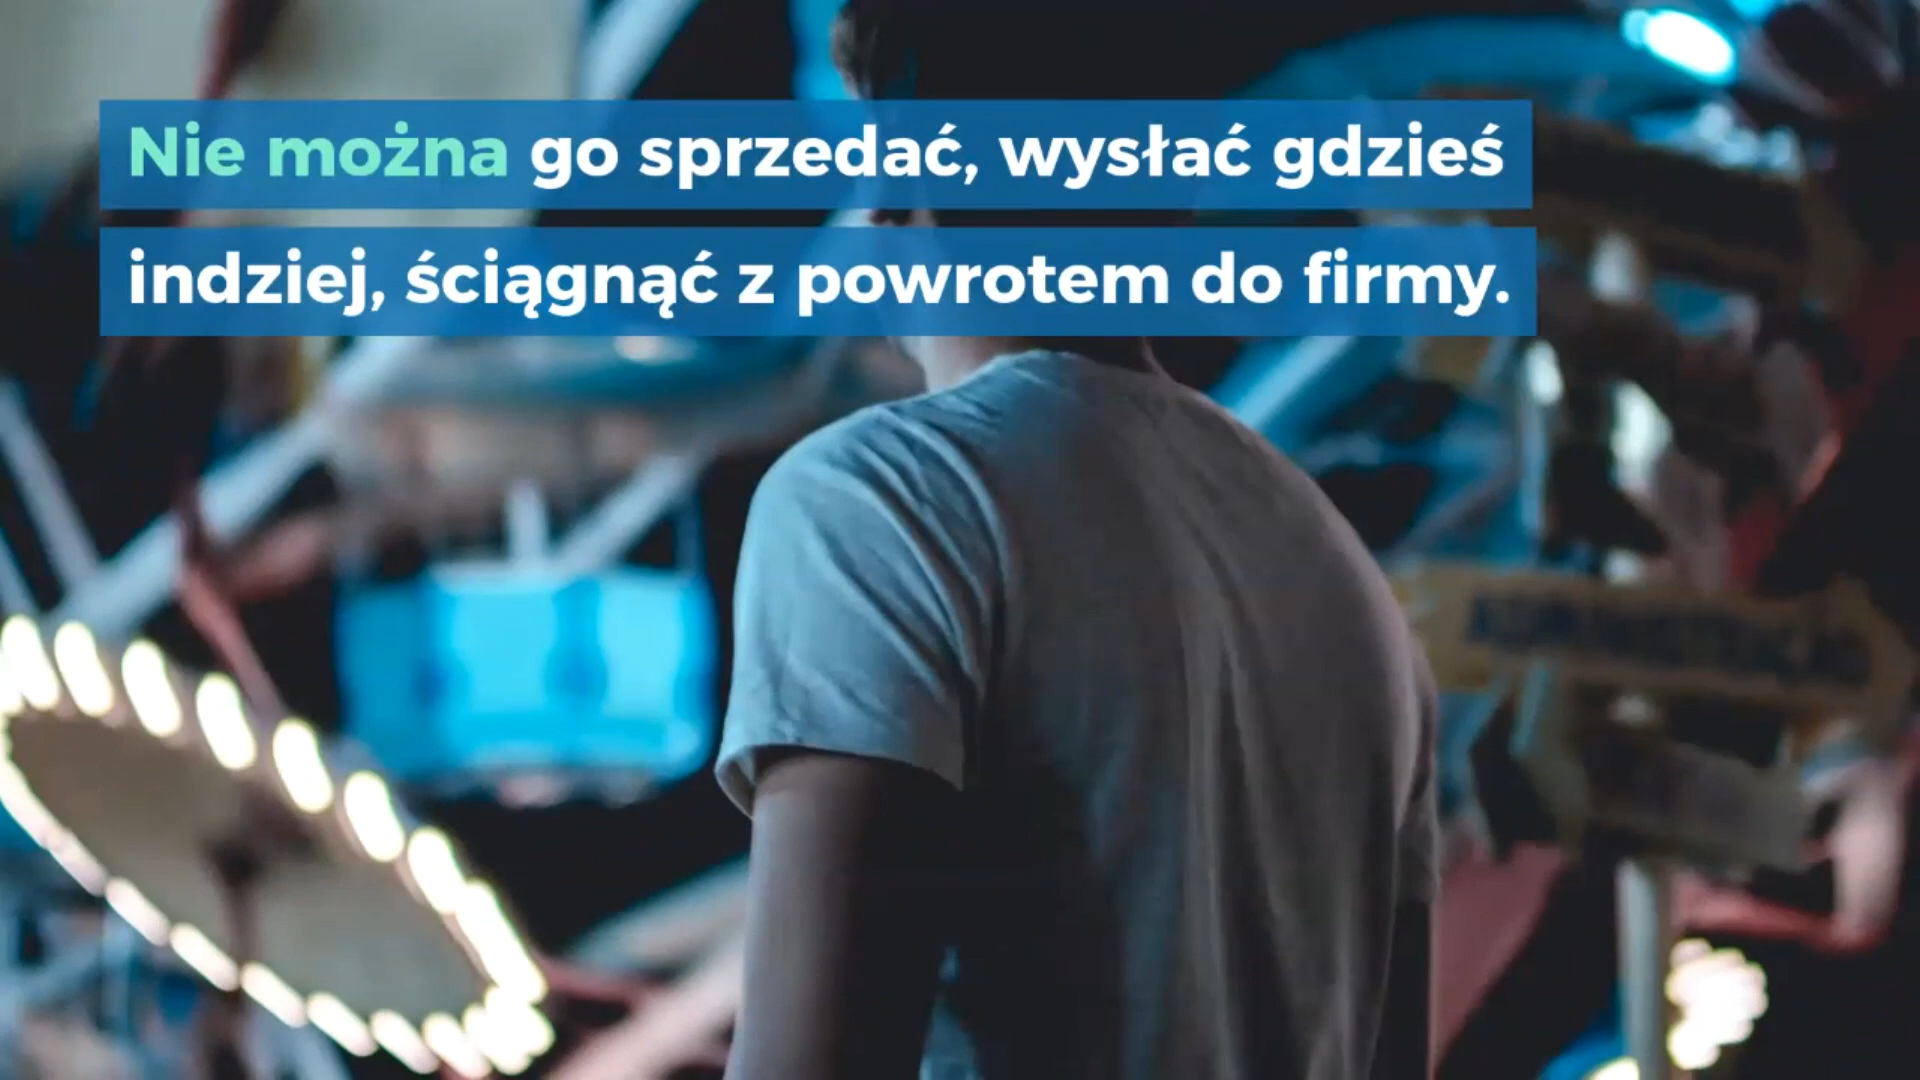 Nie można go sprzedać, wysłać gdzieś
indziej, ściągnąć z powrotem do firmy.